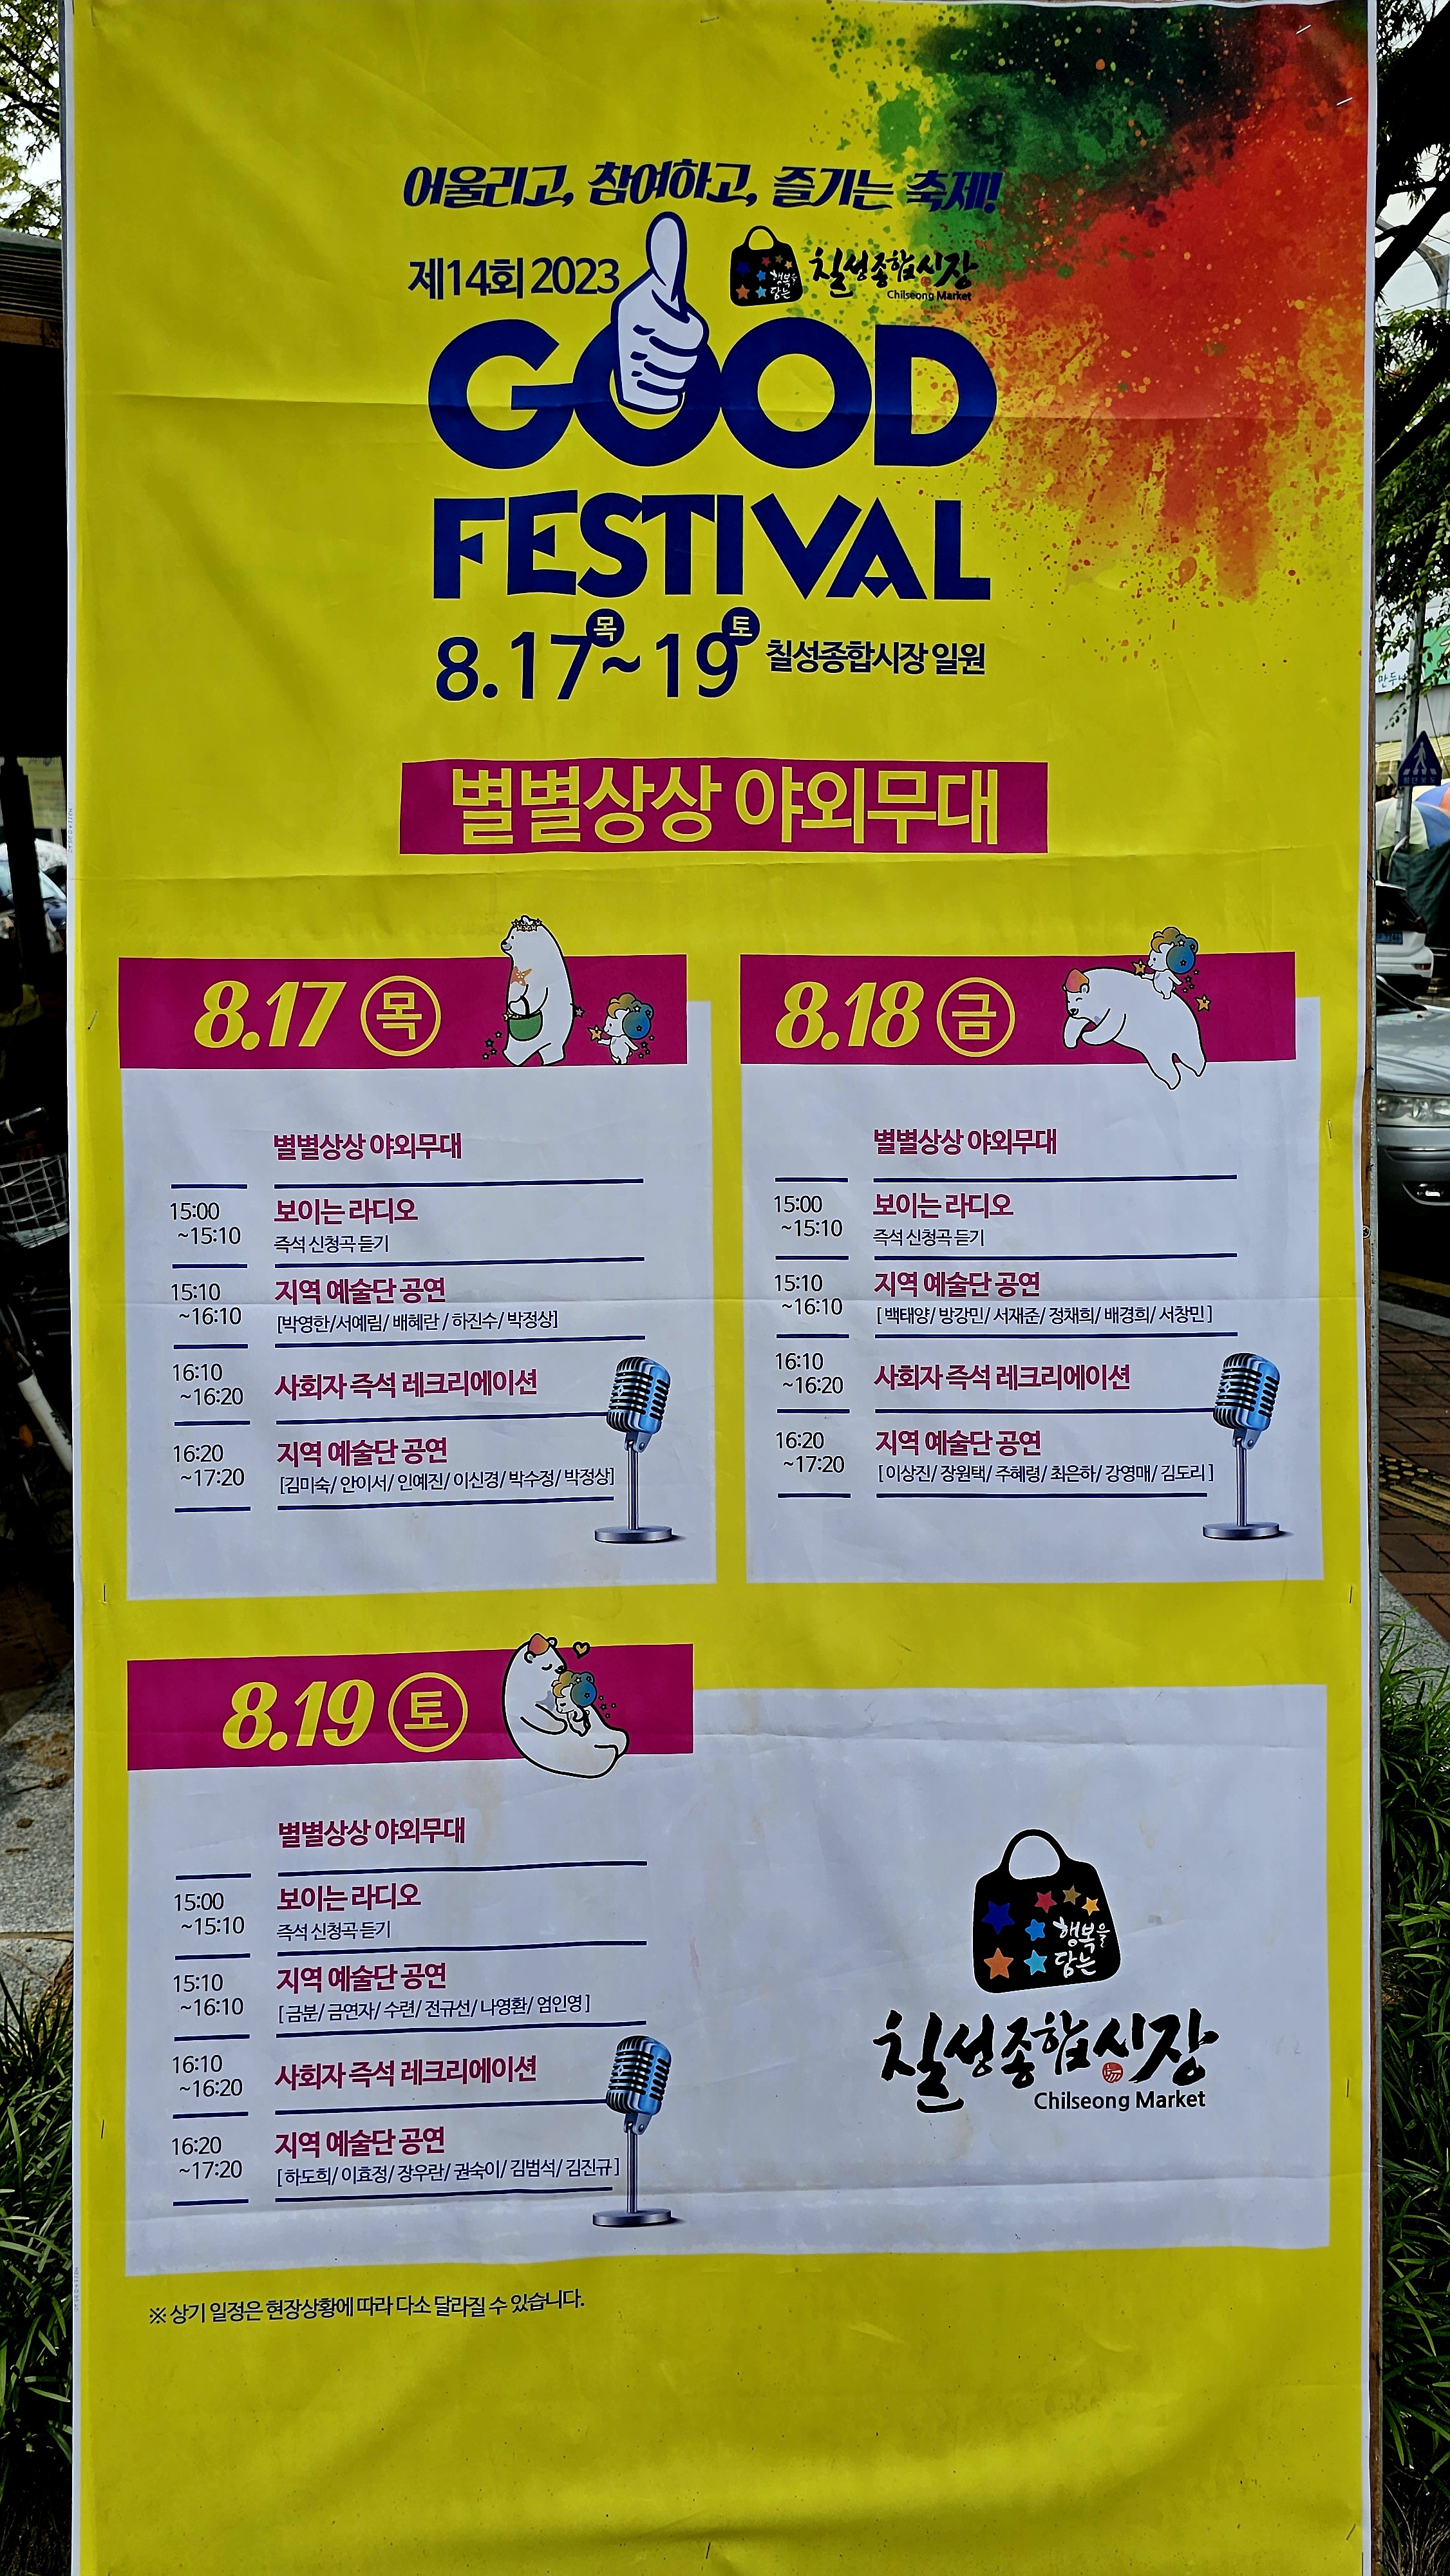 어울리고, 참여하고, 즐기는 축제!
제14회 2023
행복을
담는
칠성종합시장
Chilseong Market
GOOD
FESTIVAL
8.17목~19토 칠성종합시장 일원
별별상상 야외무대
8.17 목
별별상상 야외무대
15:00
~15:10
보이는 라디오
즉석 신청곡 듣기
15:10
~16:10
지역 예술단 공연
[박영한/서예림/ 배혜란 / 하진수/ 박정상]
16:10
~16:20
사회자 즉석 레크리에이션
16:20
~17:20
지역 예술단 공연
[김미숙/ 안이서/ 인예진/ 이신경/ 박수정/ 박정상]
8.18 금
별별상상 야외무대
15:00
~15:10
보이는 라디오
즉석 신청곡 듣기
15:10
~16:10
지역 예술단 공연
[ 백태양/ 방강민/ 서재준/ 정채희/ 배경희/ 서창민 ]
16:10
~16:20
사회자 즉석 레크리에이션
16:20
~17:20
지역 예술단 공연
[ 이상진/ 장원택/ 주혜령/ 최은하/ 강영매/ 김도리 ]
8.19 토
별별상상 야외무대
15:00
~15:10
보이는 라디오
즉석 신청곡 듣기
15:10
~16:10
지역 예술단 공연
[ 금분/ 금연자/ 수련/ 전규선/ 나영환/ 엄인영 ]
16:10
~16:20
사회자 즉석 레크리에이션
16:20
~17:20
지역 예술단 공연
[ 하도희/ 이효정/ 장우란/ 권숙이/ 김범석/ 김진규 ]
행복을
담는
칠성종합시장
Chilseong Market
※ 상기 일정은 현장상황에 따라 다소 달라질 수 있습니다.